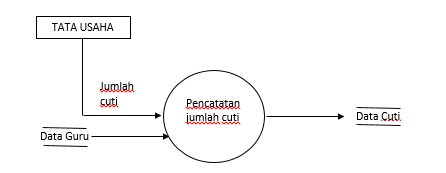 TATA USAHA
Jumlah
cuti
Pencatatan
jumlah cuti
Data Cuti
Data Guru